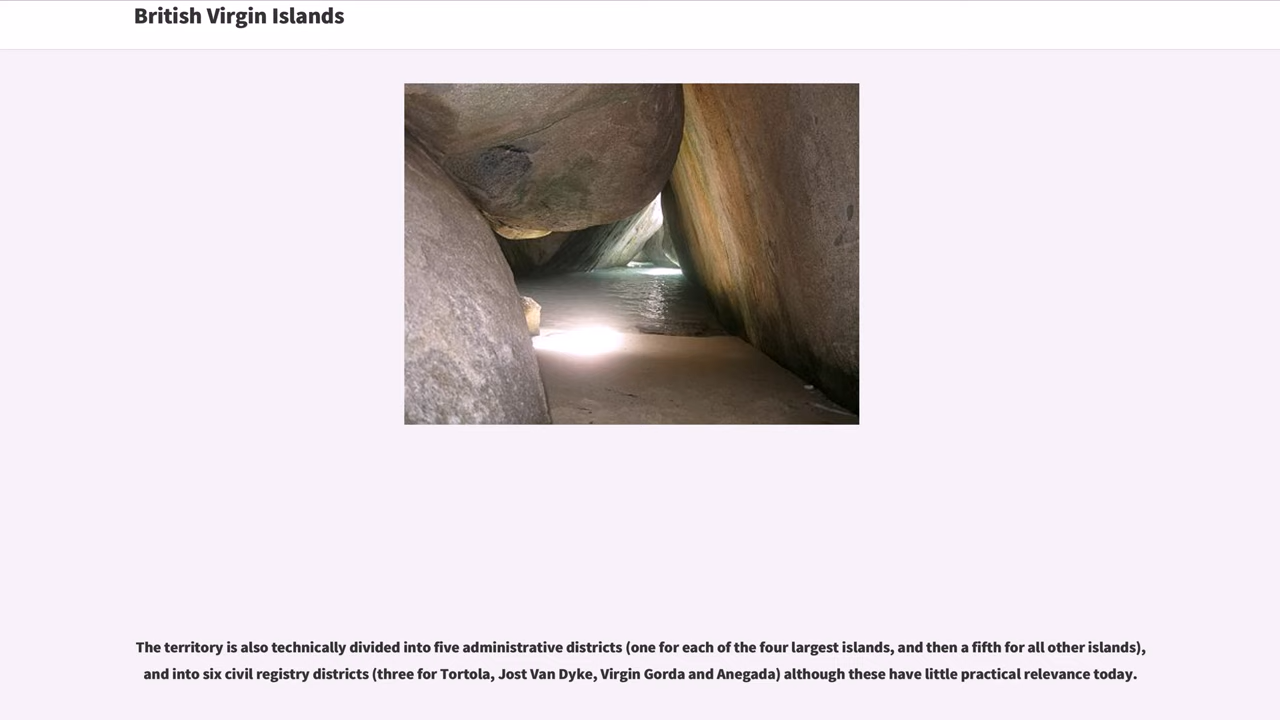 British Virgin Islands
The territory is also technically divided into five administrative districts (one for each of the four largest islands, and then a fifth for all other islands),
and into six civil registry districts (three for Tortola, Jost Van Dyke, Virgin Gorda and Anegada) although these have little practical relevance today.